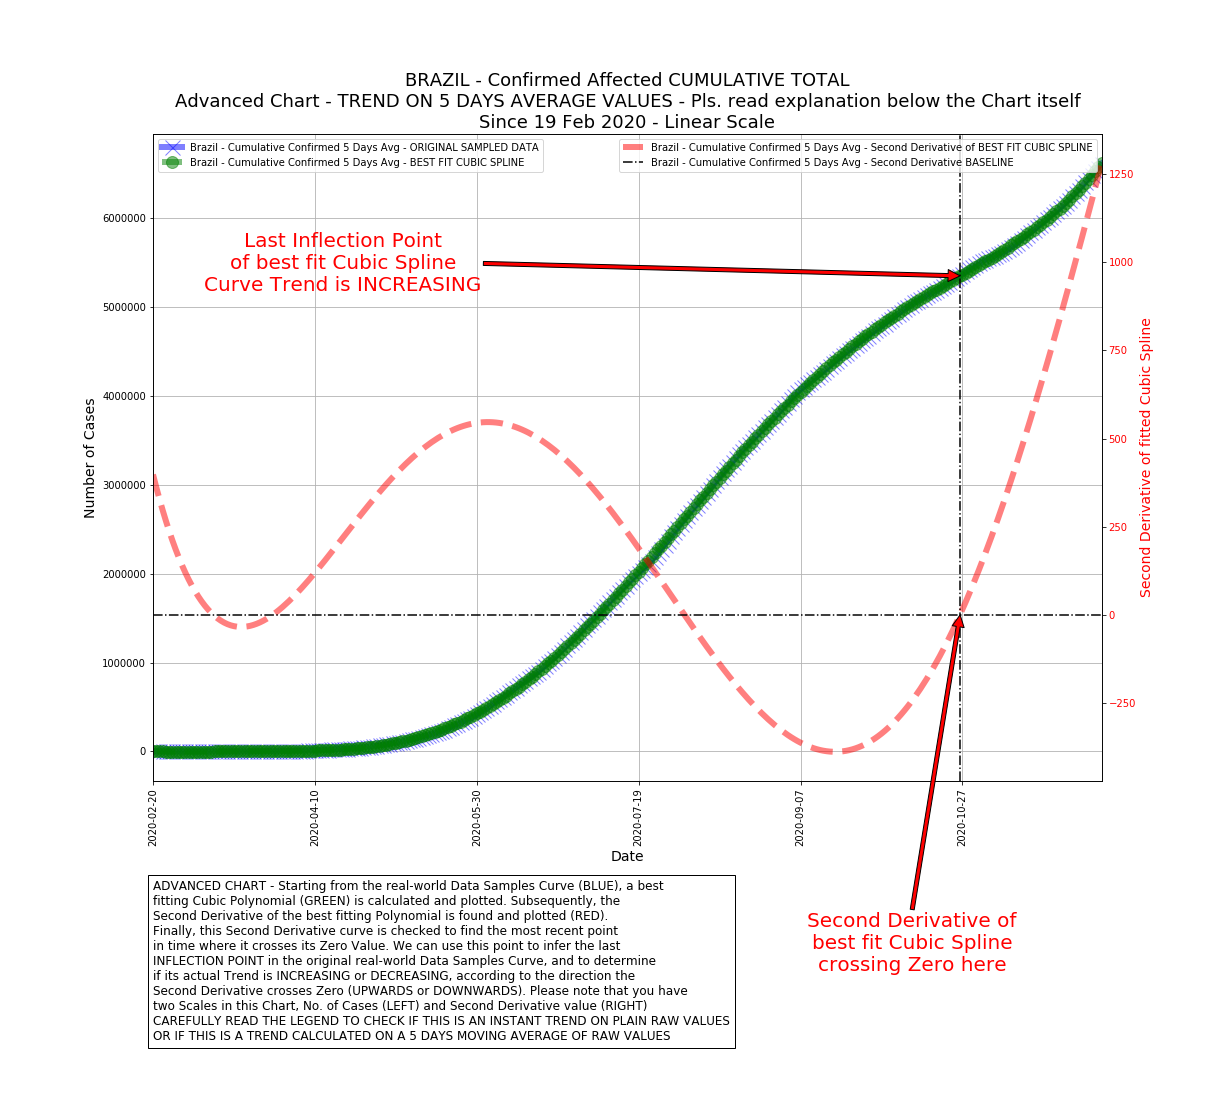 BRAZIL - Confirmed Affected CUMULATIVE TOTAL
Advanced Chart - TREND ON 5 DAYS AVERAGE VALUES - Pls. read explanation below the Chart itself
Since 19 Feb 2020 - Linear Scale
Brazil - Cumulative Confirmed 5 Days Avg - ORIGINAL SAMPLED DATA
Brazil - Cumulative Confirmed 5 Days Avg - BEST FIT CUBIC SPLINE
Brazil - Cumulative Confirmed 5 Days Avg - Second Derivative of BEST FIT CUBIC SPLINE
Brazil - Cumulative Confirmed 5 Days Avg - Second Derivative BASELINE
Last Inflection Point
of best fit Cubic Spline
Curve Trend is INCREASING
Number of Cases
6000000
5000000
4000000
3000000
2000000
1000000
0
1250
1000
750
500
250
0
−250
Second Derivative of fitted Cubic Spline
2020-02-20
2020-04-10
2020-05-30
2020-07-19
2020-09-07
2020-10-27
Date
ADVANCED CHART - Starting from the real-world Data Samples Curve (BLUE), a best
fitting Cubic Polynomial (GREEN) is calculated and plotted. Subsequently, the
Second Derivative of the best fitting Polynomial is found and plotted (RED).
Finally, this Second Derivative curve is checked to find the most recent point
in time where it crosses its Zero Value. We can use this point to infer the last
INFLECTION POINT in the original real-world Data Samples Curve, and to determine
if its actual Trend is INCREASING or DECREASING, according to the direction the
Second Derivative crosses Zero (UPWARDS or DOWNWARDS). Please note that you have
two Scales in this Chart, No. of Cases (LEFT) and Second Derivative value (RIGHT)
CAREFULLY READ THE LEGEND TO CHECK IF THIS IS AN INSTANT TREND ON PLAIN RAW VALUES
OR IF THIS IS A TREND CALCULATED ON A 5 DAYS MOVING AVERAGE OF RAW VALUES
Second Derivative of
best fit Cubic Spline
crossing Zero here